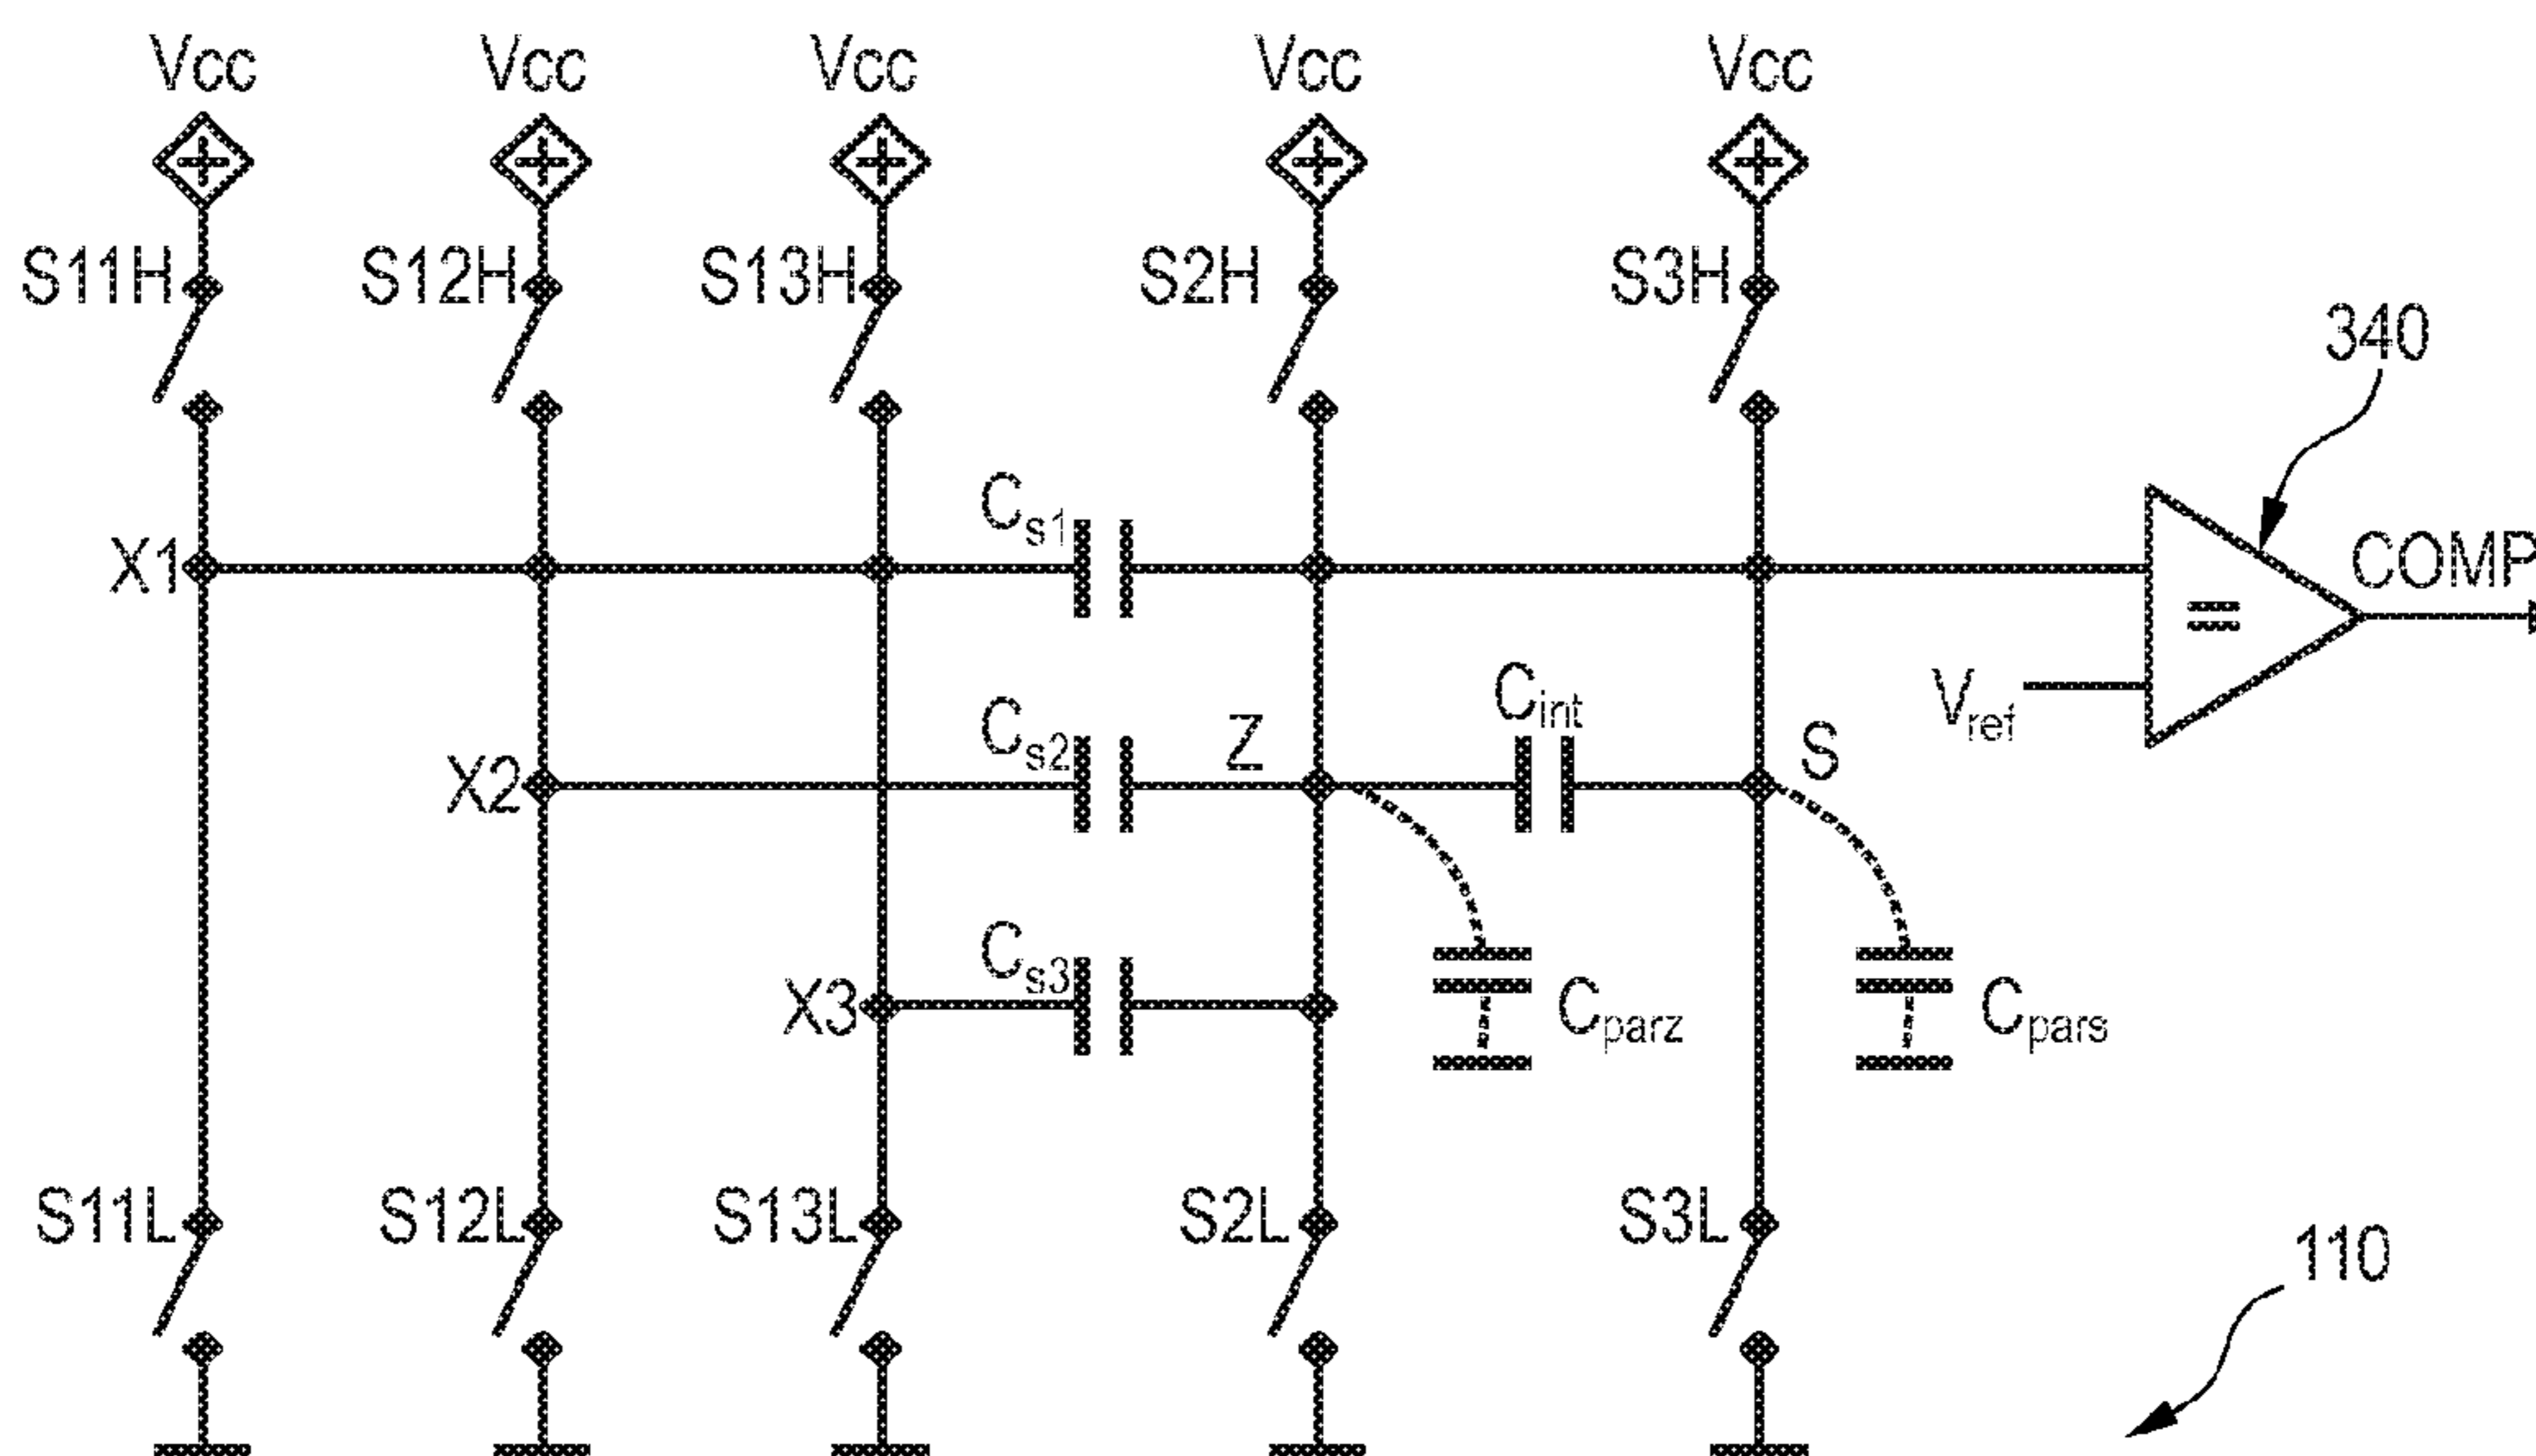 Vcc Vcc Vcc Vcc Vcc
S11H S12H S13H S2H S3H
340
Cs1
X1
COMP
Cs2
Z
Cint
S
Vref
X2
Cs3
X3
Cparz
Cpars
S11L S12L S13L S2L S3L
110